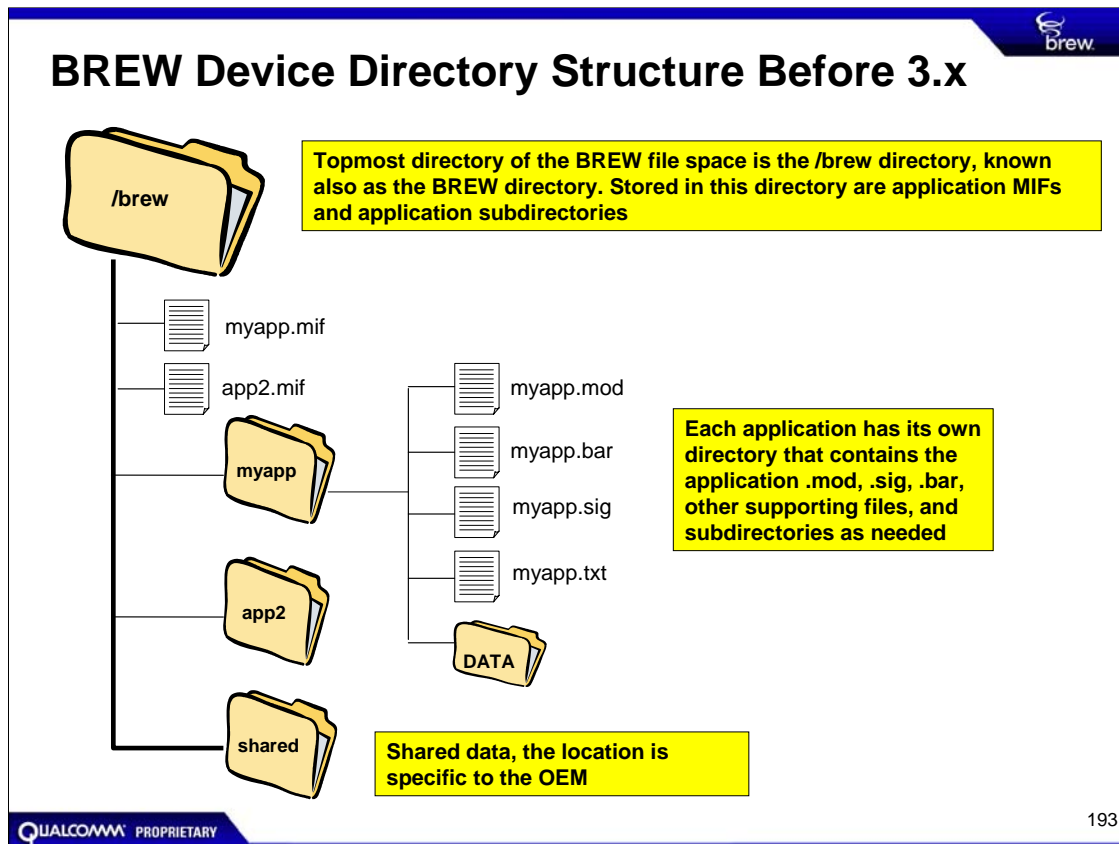 brew.
BREW Device Directory Structure Before 3.x
/brew
Topmost directory of the BREW file space is the /brew directory, known
also as the BREW directory. Stored in this directory are application MIFs
and application subdirectories
myapp.mif
app2.mif
myapp
myapp.mod
myapp.bar
myapp.sig
myapp.txt
DATA
Each application has its own
directory that contains the
application .mod, .sig, .bar,
other supporting files, and
subdirectories as needed
app2
shared
Shared data, the location is
specific to the OEM
QUALCOMM PROPRIETARY
193